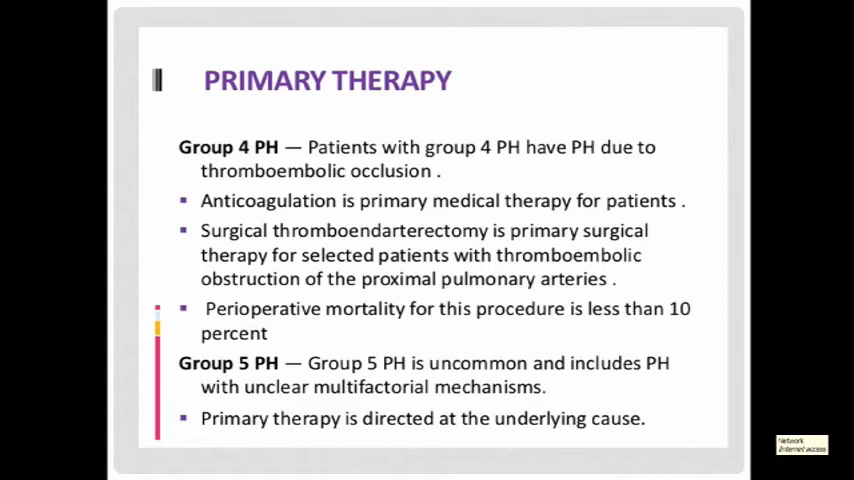 PRIMARY THERAPY
Group 4 PH — Patients with group 4 PH have PH due to
thromboembolic occlusion .
▪ Anticoagulation is primary medical therapy for patients .
▪ Surgical thromboendarterectomy is primary surgical
therapy for selected patients with thromboembolic
obstruction of the proximal pulmonary arteries .
▪ Perioperative mortality for this procedure is less than 10
percent
Group 5 PH — Group 5 PH is uncommon and includes PH
with unclear multifactorial mechanisms.
▪ Primary therapy is directed at the underlying cause.
Network
Internet access